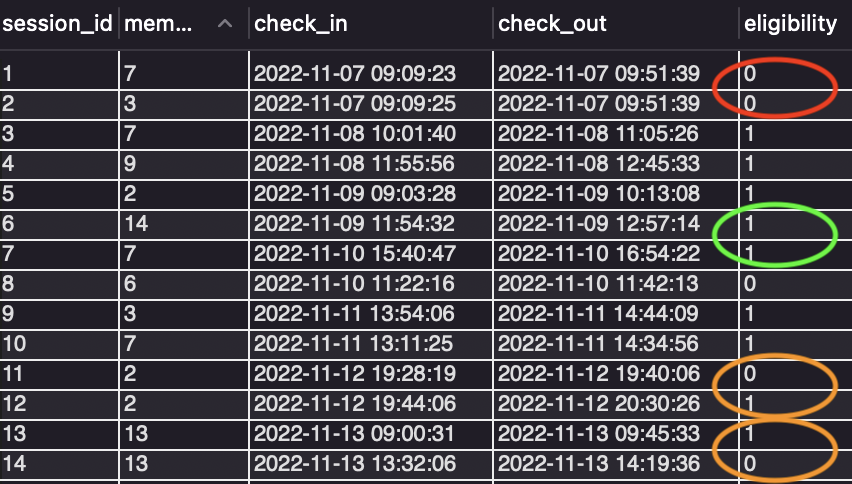 session_id mem... check_in check_out eligibility
1 7 2022-11-07 09:09:23 2022-11-07 09:51:39 0
2 3 2022-11-07 09:09:25 2022-11-07 09:51:39 0
3 7 2022-11-08 10:01:40 2022-11-08 11:05:26 1
4 9 2022-11-08 11:55:56 2022-11-08 12:45:33 1
5 2 2022-11-09 09:03:28 2022-11-09 10:13:08 1
6 14 2022-11-09 11:54:32 2022-11-09 12:57:14 1
7 7 2022-11-10 15:40:47 2022-11-10 16:54:22 1
8 6 2022-11-10 11:22:16 2022-11-10 11:42:13 0
9 3 2022-11-11 13:54:06 2022-11-11 14:44:09 1
10 7 2022-11-11 13:11:25 2022-11-11 14:34:56 1
11 2 2022-11-12 19:28:19 2022-11-12 19:40:06 0
12 2 2022-11-12 19:44:06 2022-11-12 20:30:26 1
13 13 2022-11-13 09:00:31 2022-11-13 09:45:33 1
14 13 2022-11-13 13:32:06 2022-11-13 14:19:36 0